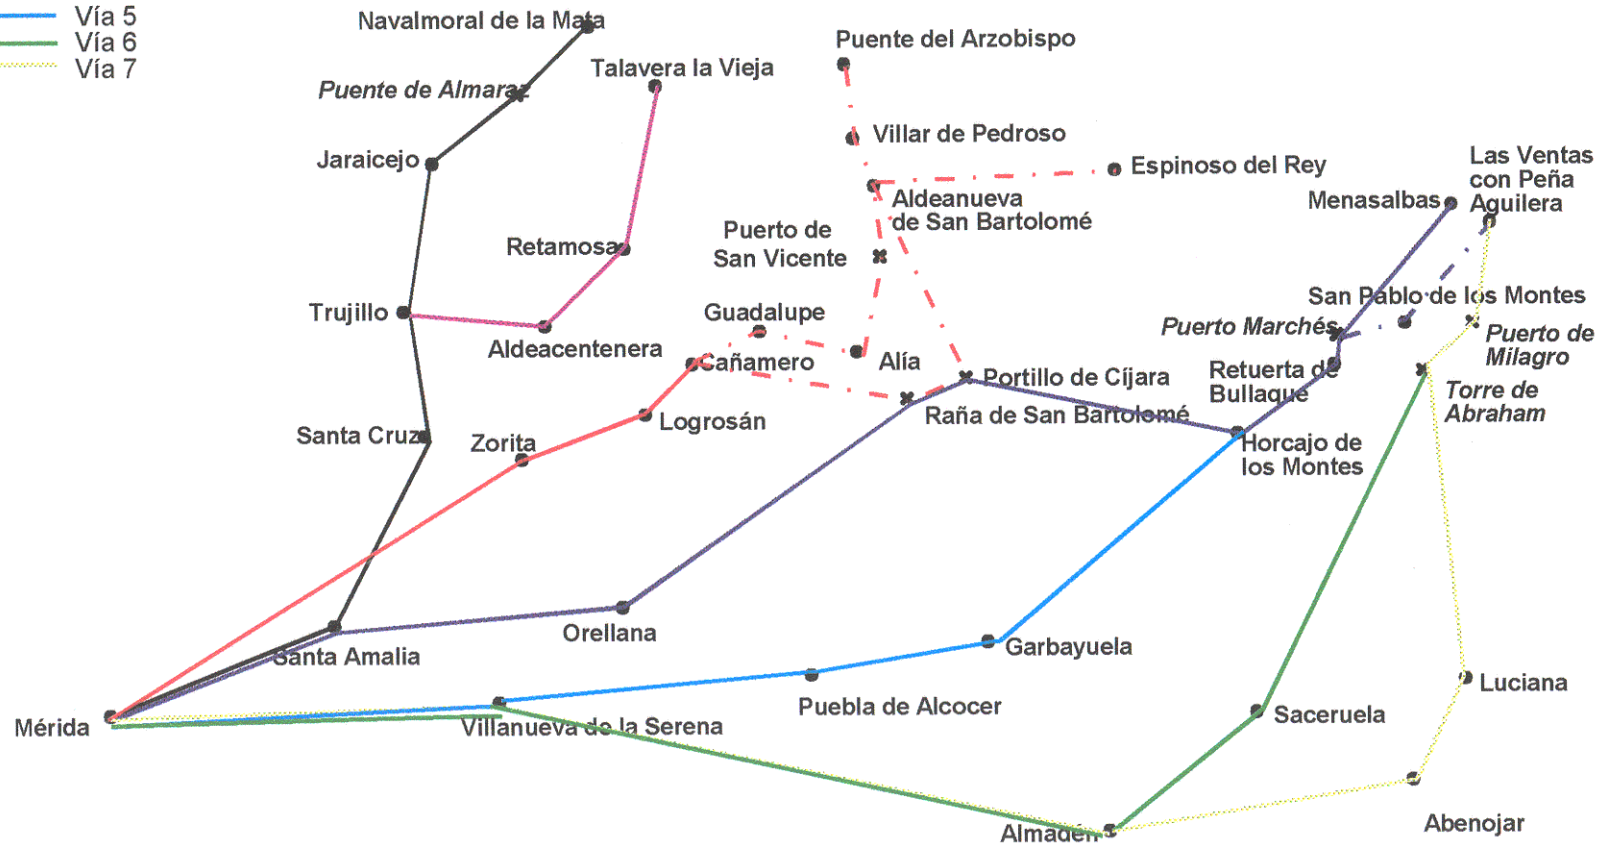 Vía 5
Vía 6
Vía 7
Navalmoral de la Mata
Puente de Almaraz
Talavera la Vieja
Puente del Arzobispo
Villar de Pedroso
Espinoso del Rey
Las Ventas
con Peña
Aguilera
Jaraicejo
Menasalbas
Aldeanueva
de San Bartolomé
Puerto de
San Vicente
Retamosa
Trujillo
Guadalupe
San Pablo de los Montes
Puerto Marchés
Puerto de
Milagro
Aldeacentenera
Cañamero
Alía
Portillo de Cíjara
Retuerta de
Bullaque
Torre de
Abraham
Raña de San Bartolomé
Logrosán
Santa Cruz
Zorita
Horcajo de
los Montes
Orellana
Garbayuela
Santa Amalia
Luciana
Puebla de Alcocer
Saceruela
Mérida
Villanueva de la Serena
Almadén
Abenojar